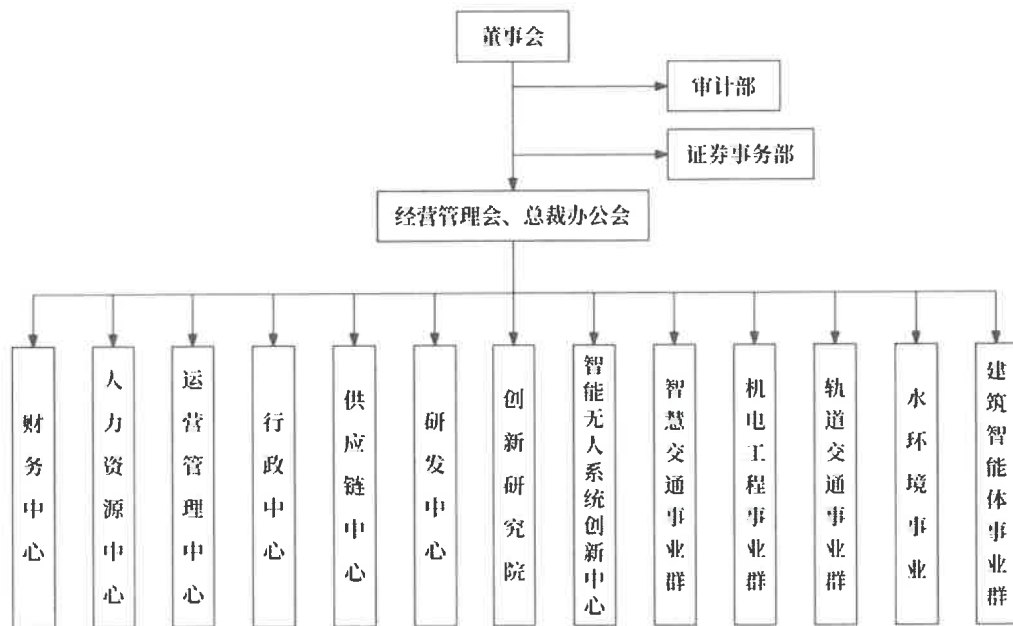 董事会
审计部
证券事务部
经营管理会、总裁办公会
财务中心
人力资源中心
运营管理中心
行政中心
供应链中心
研发中心
创新研究院
智能无人系统创新中心
智慧交通事业群
机电工程事业群
轨道交通事业群
水环境事业
建筑智能体事业群